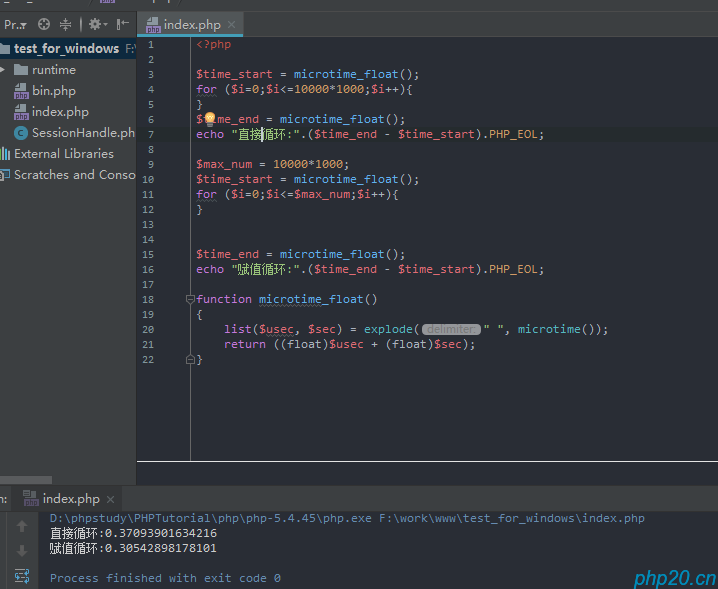 Pr..
index.php
test_for_windows F:\
runtime
bin.php
index.php
SessionHandle.ph
External Libraries
Scratches and Conso
1 <?php
2
3 $time_start = microtime_float();
4 for ($i=0;$i<=10000*1000;$i++){
5 }
6 $ me_end = microtime_float();
7 echo "直接循环:".($time_end - $time_start).PHP_EOL;
8
9 $max_num = 10000*1000;
10 $time_start = microtime_float();
11 for ($i=0;$i<=$max_num;$i++){
12 }
13
14
15 $time_end = microtime_float();
16 echo "赋值循环:".($time_end - $time_start).PHP_EOL;
17
18 function microtime_float()
19 {
20 list($usec, $sec) = explode( delimiter: " ", microtime());
21 return ((float)$usec + (float)$sec);
22 }
n: index.php
D:\phpstudy\PHPTutorial\php\php-5.4.45\php.exe F:\work\www\test_for_windows\index.php
直接循环:0.37093901634216
赋值循环:0.30542898178101
Process finished with exit code 0
php20.cn